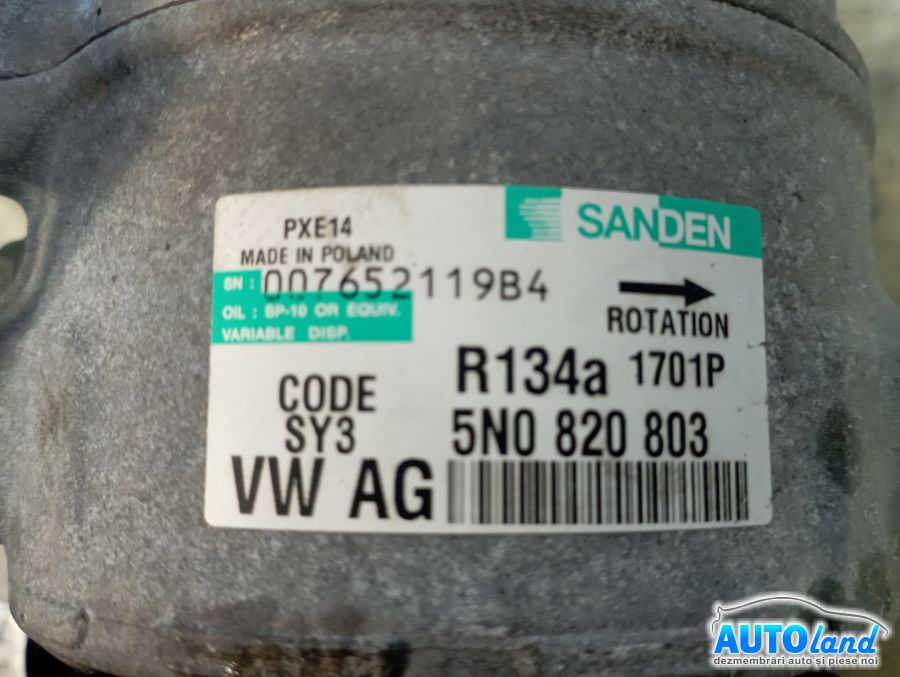 SANDEN
PXE14
MADE IN POLAND
SN : 007652119B4
ROTATION
OIL : SP-10 OR EQUIV.
VARIABLE DISP.
R134a 1701P
CODE
SY3
5N0 820 803
VW AG
AUTOland
dezmembrări auto și piese noi